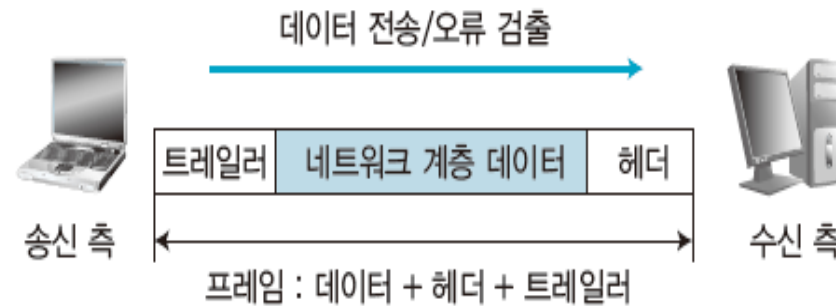 데이터 전송/오류 검출
트레일러 네트워크 계층 데이터 헤더
송신 측 수신 측
프레임 : 데이터 + 헤더 + 트레일러